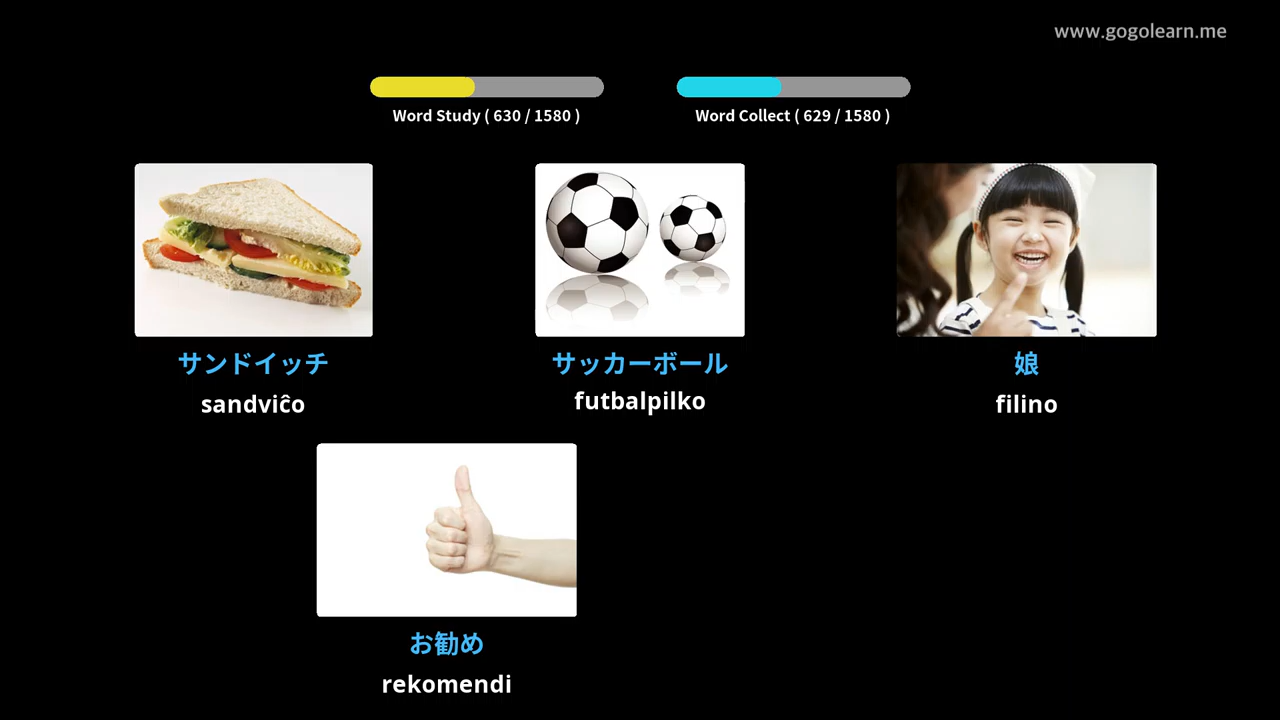 www.gogolearn.me
Word Study ( 630 / 1580 )
Word Collect ( 629 / 1580 )
サンドイッチ
sandviĉo
サッカーボール
futbalpilko
娘
filino
お勧め
rekomendi